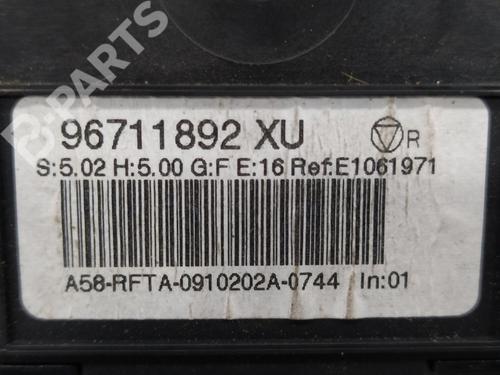 B-PARTS
96711892 XU R
S:5.02 H:5.00 G:F E:16 Ref:E1061971
A58-RFTA-0910202A-0744 In:01